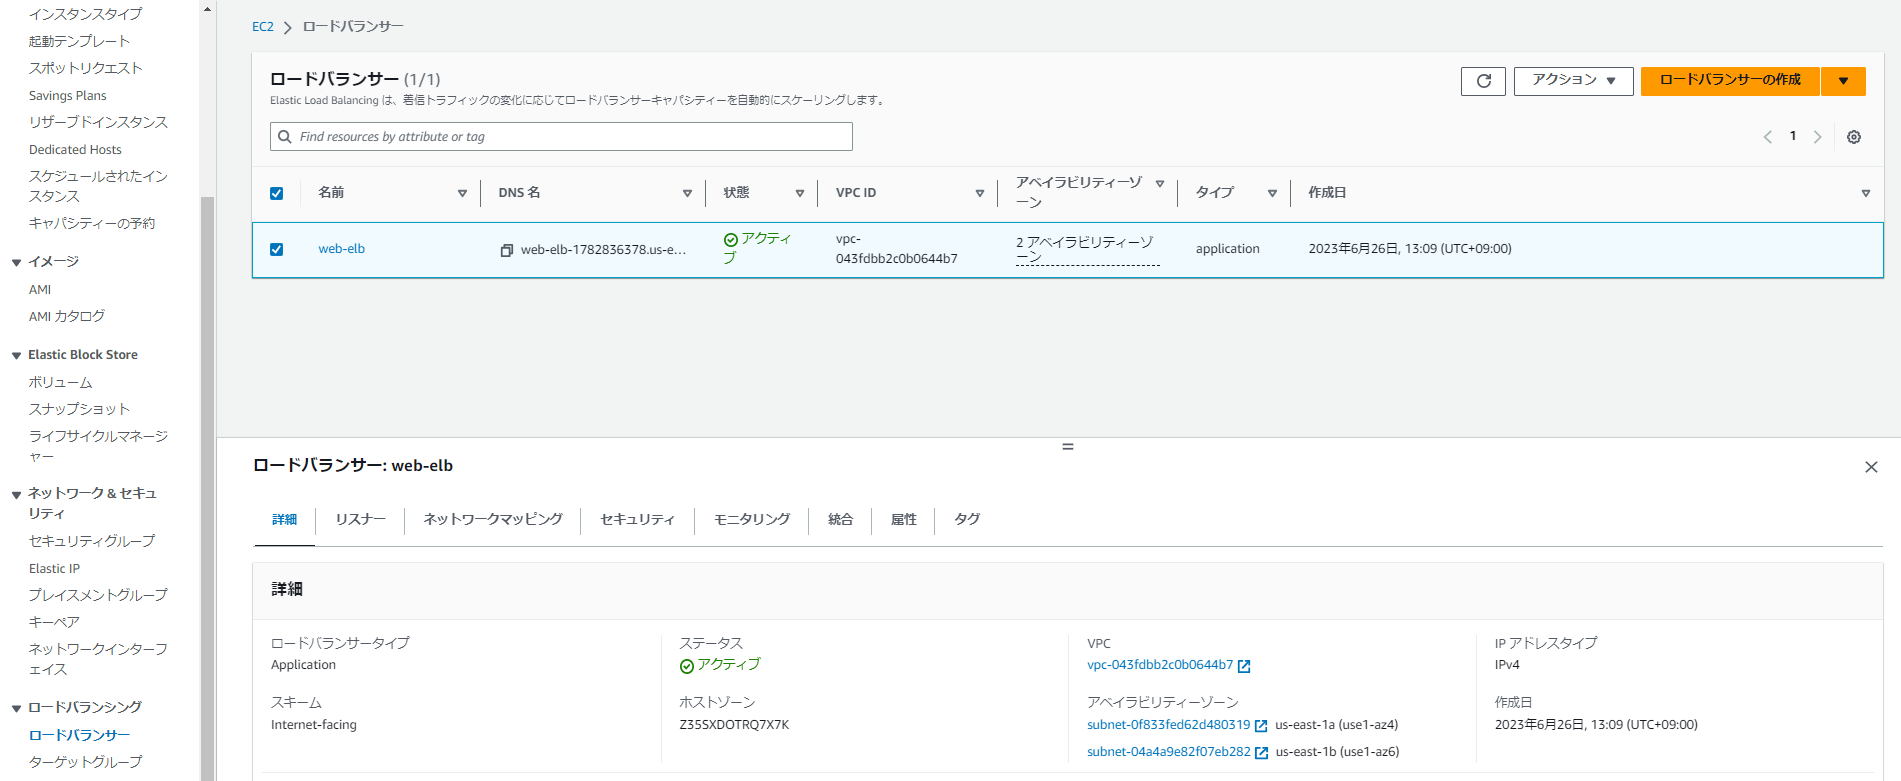 インスタンスタイプ
起動テンプレート
スポットリクエスト
Savings Plans
リザーブドインスタンス
Dedicated Hosts
スケジュールされたイン
スタンス
キャパシティーの予約
イメージ
AMI
AMI カタログ
Elastic Block Store
ボリューム
スナップショット
ライフサイクルマネージ
ャー
ネットワーク & セキュ
リティ
セキュリティグループ
Elastic IP
プレイスメントグループ
キーペア
ネットワークインターフ
ェイス
ロードバランシング
ロードバランサー
ターゲットグループ
EC2 ロードバランサー
ロードバランサー (1/1)
Elastic Load Balancing は、着信トラフィックの変化に応じてロードバランサーキャパシティーを自動的にスケーリングします。
アクション
ロードバランサーの作成
Find resources by attribute or tag
1
名前 DNS 名 状態 VPC ID アベイラビリティーゾ タイプ 作成日
ーン
web-elb web-elb-1782836378.us-e... アクティ vpc- 2 アベイラビリティーゾ application 2023年6月26日, 13:09 (UTC+09:00)
ブ 043fdbb2c0b0644b7 ーン
ロードバランサー: web-elb
詳細 リスナー ネットワークマッピング セキュリティ モニタリング 統合 属性 タグ
詳細
ロードバランサータイプ
Application
スキーム
Internet-facing
ステータス
アクティブ
ホストゾーン
Z35SXDOTRQ7X7K
VPC
vpc-043fdbb2c0b0644b7
アベイラビリティーゾーン
subnet-0f833fed62d480319 us-east-1a (use1-az4)
subnet-04a4a9e82f07eb282 us-east-1b (use1-az6)
IP アドレスタイプ
IPv4
作成日
2023年6月26日, 13:09 (UTC+09:00)